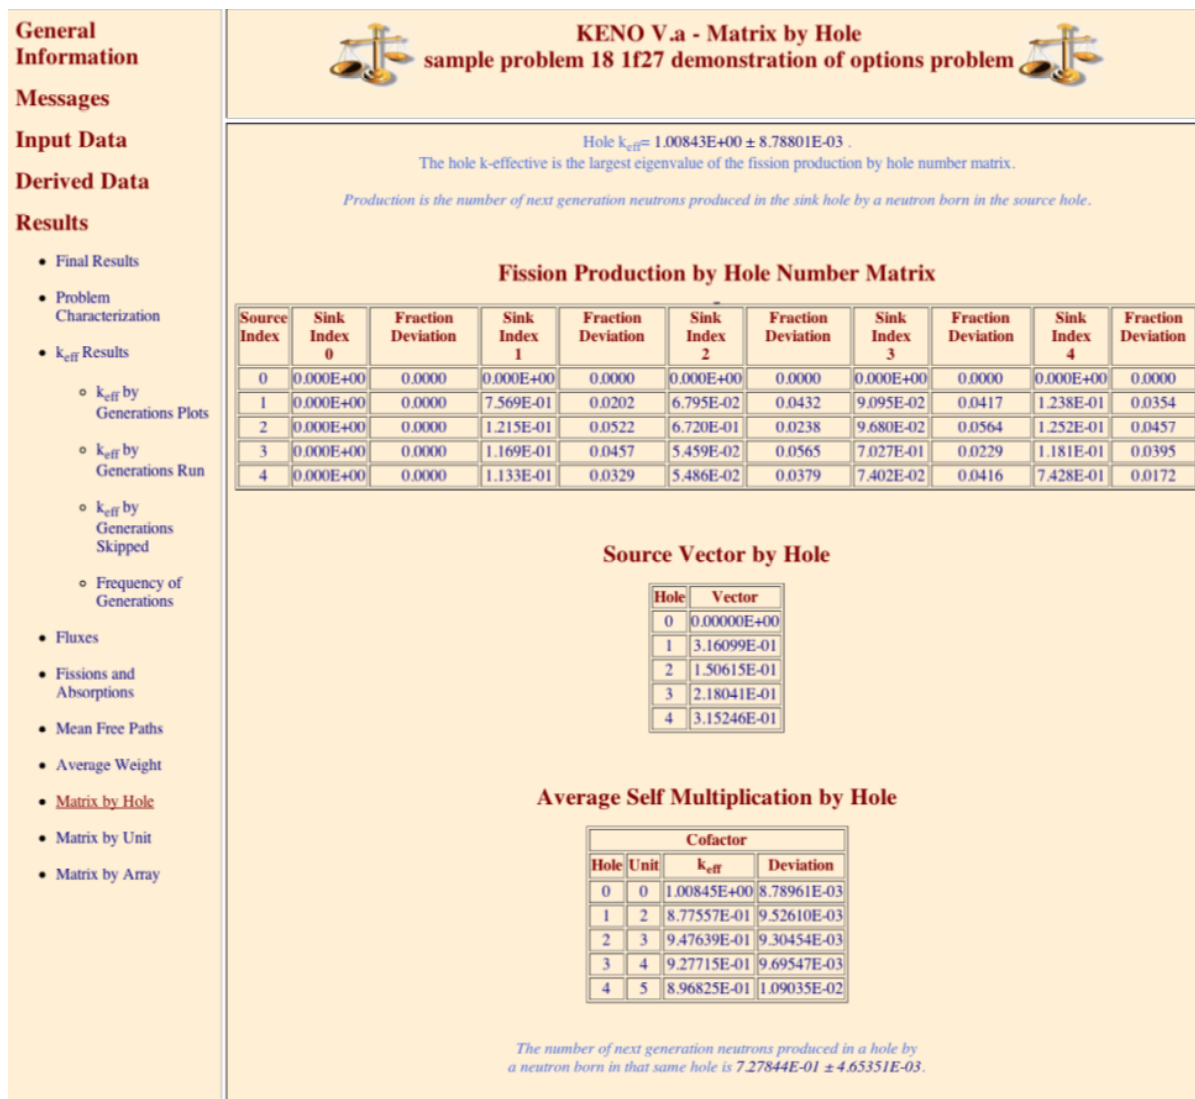 General
Information
Messages
Input Data
Derived Data
Results
Final Results
Problem
Characterization
keff Results
keff by
Generations Plots
keff by
Generations Run
keff by
Generations
Skipped
Frequency of
Generations
Fluxes
Fissions and
Absorptions
Mean Free Paths
Average Weight
Matrix by Hole
Matrix by Unit
Matrix by Array
KENO V.a - Matrix by Hole
sample problem 18 1f27 demonstration of options problem
Hole keff= 1.00843E+00 ± 8.78801E-03 .
The hole k-effective is the largest eigenvalue of the fission production by hole number matrix.
Production is the number of next generation neutrons produced in the sink hole by a neutron born in the source hole.
Fission Production by Hole Number Matrix
Source Sink Fraction Sink Fraction Sink Fraction Sink Fraction Sink Fraction
Index Index Deviation Index Deviation Index Deviation Index Deviation Index Deviation
0 1 2 3 4
0 0.000E+00 0.0000 0.000E+00 0.0000 0.000E+00 0.0000 0.000E+00 0.0000 0.000E+00 0.0000
1 0.000E+00 0.0000 7.569E-01 0.0202 6.795E-02 0.0432 9.095E-02 0.0417 1.238E-01 0.0354
2 0.000E+00 0.0000 1.215E-01 0.0522 6.720E-01 0.0238 9.680E-02 0.0564 1.252E-01 0.0457
3 0.000E+00 0.0000 1.169E-01 0.0457 5.459E-02 0.0565 7.027E-01 0.0229 1.181E-01 0.0395
4 0.000E+00 0.0000 1.133E-01 0.0329 5.486E-02 0.0379 7.402E-02 0.0416 7.428E-01 0.0172
Source Vector by Hole
Hole Vector
0 0.00000E+00
1 3.16099E-01
2 1.50615E-01
3 2.18041E-01
4 3.15246E-01
Average Self Multiplication by Hole
Cofactor
Hole Unit keff Deviation
0 0 1.00845E+00 8.78961E-03
1 2 8.77557E-01 9.52610E-03
2 3 9.47639E-01 9.30454E-03
3 4 9.27715E-01 9.69547E-03
4 5 8.96825E-01 1.09035E-02
The number of next generation neutrons produced in a hole by
a neutron born in that same hole is 7.27844E-01 ± 4.65351E-03.